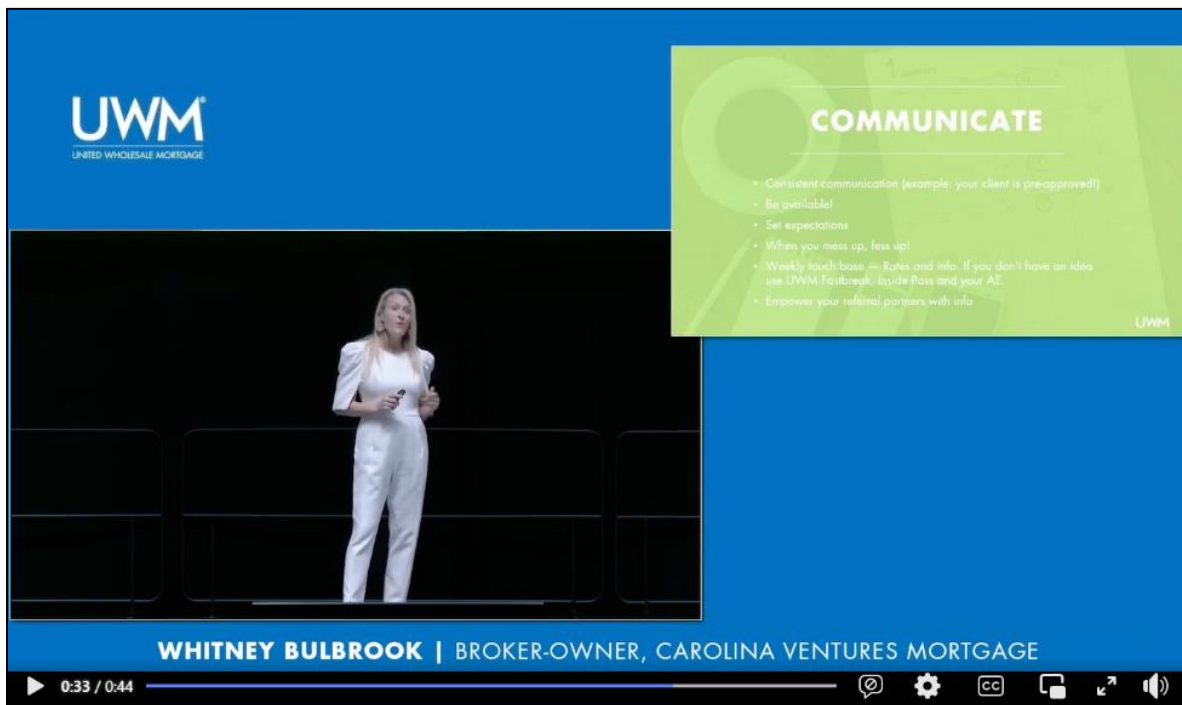 UWM
UNITED WHOLESALE MORTGAGE
COMMUNICATE
• Consistent communication (example: your client is pre-approved!)
• Be available!
• Set expectations
• When you mess up, fess up!
• Weekly touch base — Rates and info. If you don't have an idea
use UWM Fastbreak, Inside Pass and your AE.
• Empower your referral partners with info
UWM
WHITNEY BULBROOK | BROKER-OWNER, CAROLINA VENTURES MORTGAGE
0:33 / 0:44
CC